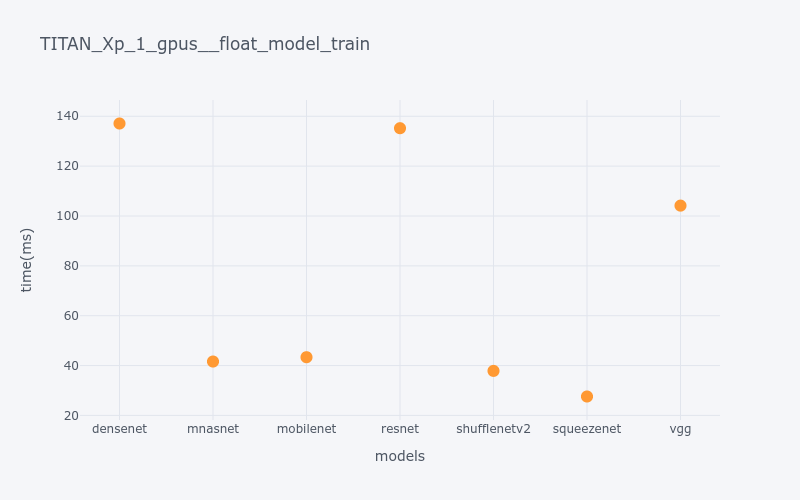 TITAN_Xp_1_gpus__float_model_train
140
120
100
80
60
40
20
time(ms)
densenet mnasnet mobilenet resnet shufflenetv2 squeezenet vgg
models